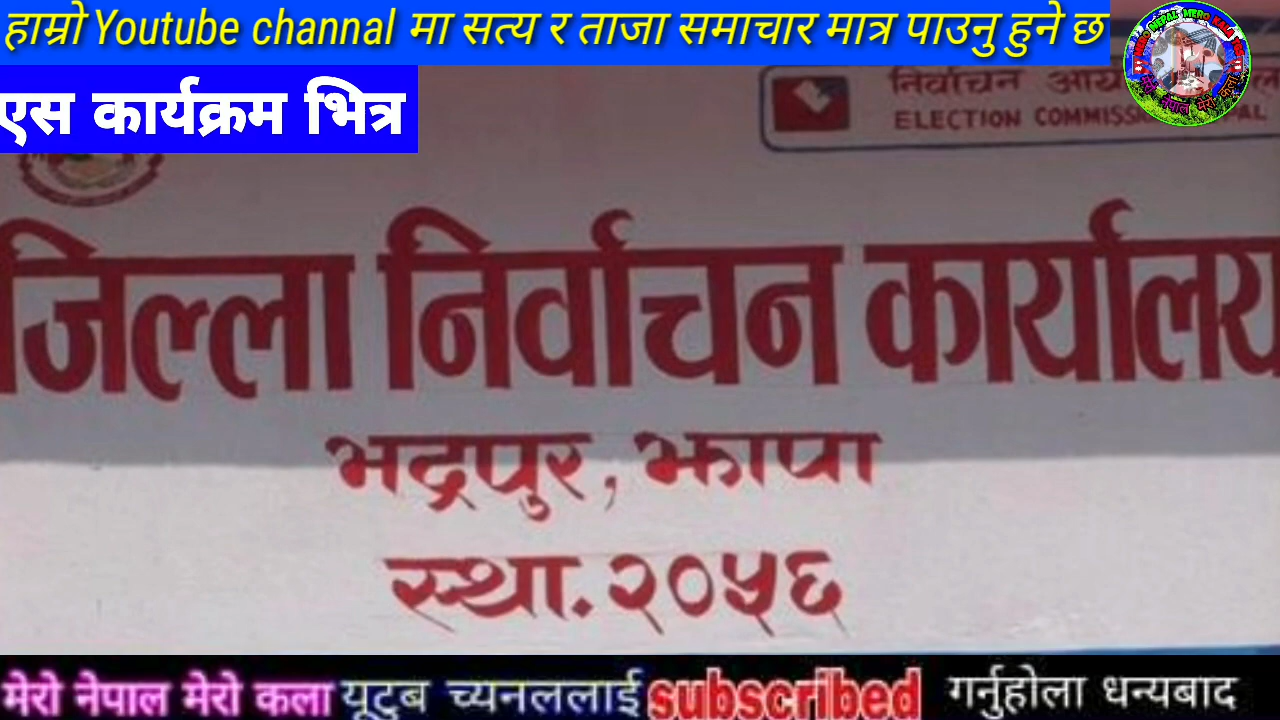 हाम्रो Youtube channal मा सत्य र ताजा समाचार मात्र पाउनु हुने छ
एस कार्यक्रम भित्र
निर्वाचन
ELECTION
जिल्ला निर्वाचन कार्यालय
भद्रपुर, झापा
स्था. २०५६
मेरो नेपाल मेरो कला यूटुब च्यनललाई subscribed गर्नुहोला धन्यबाद